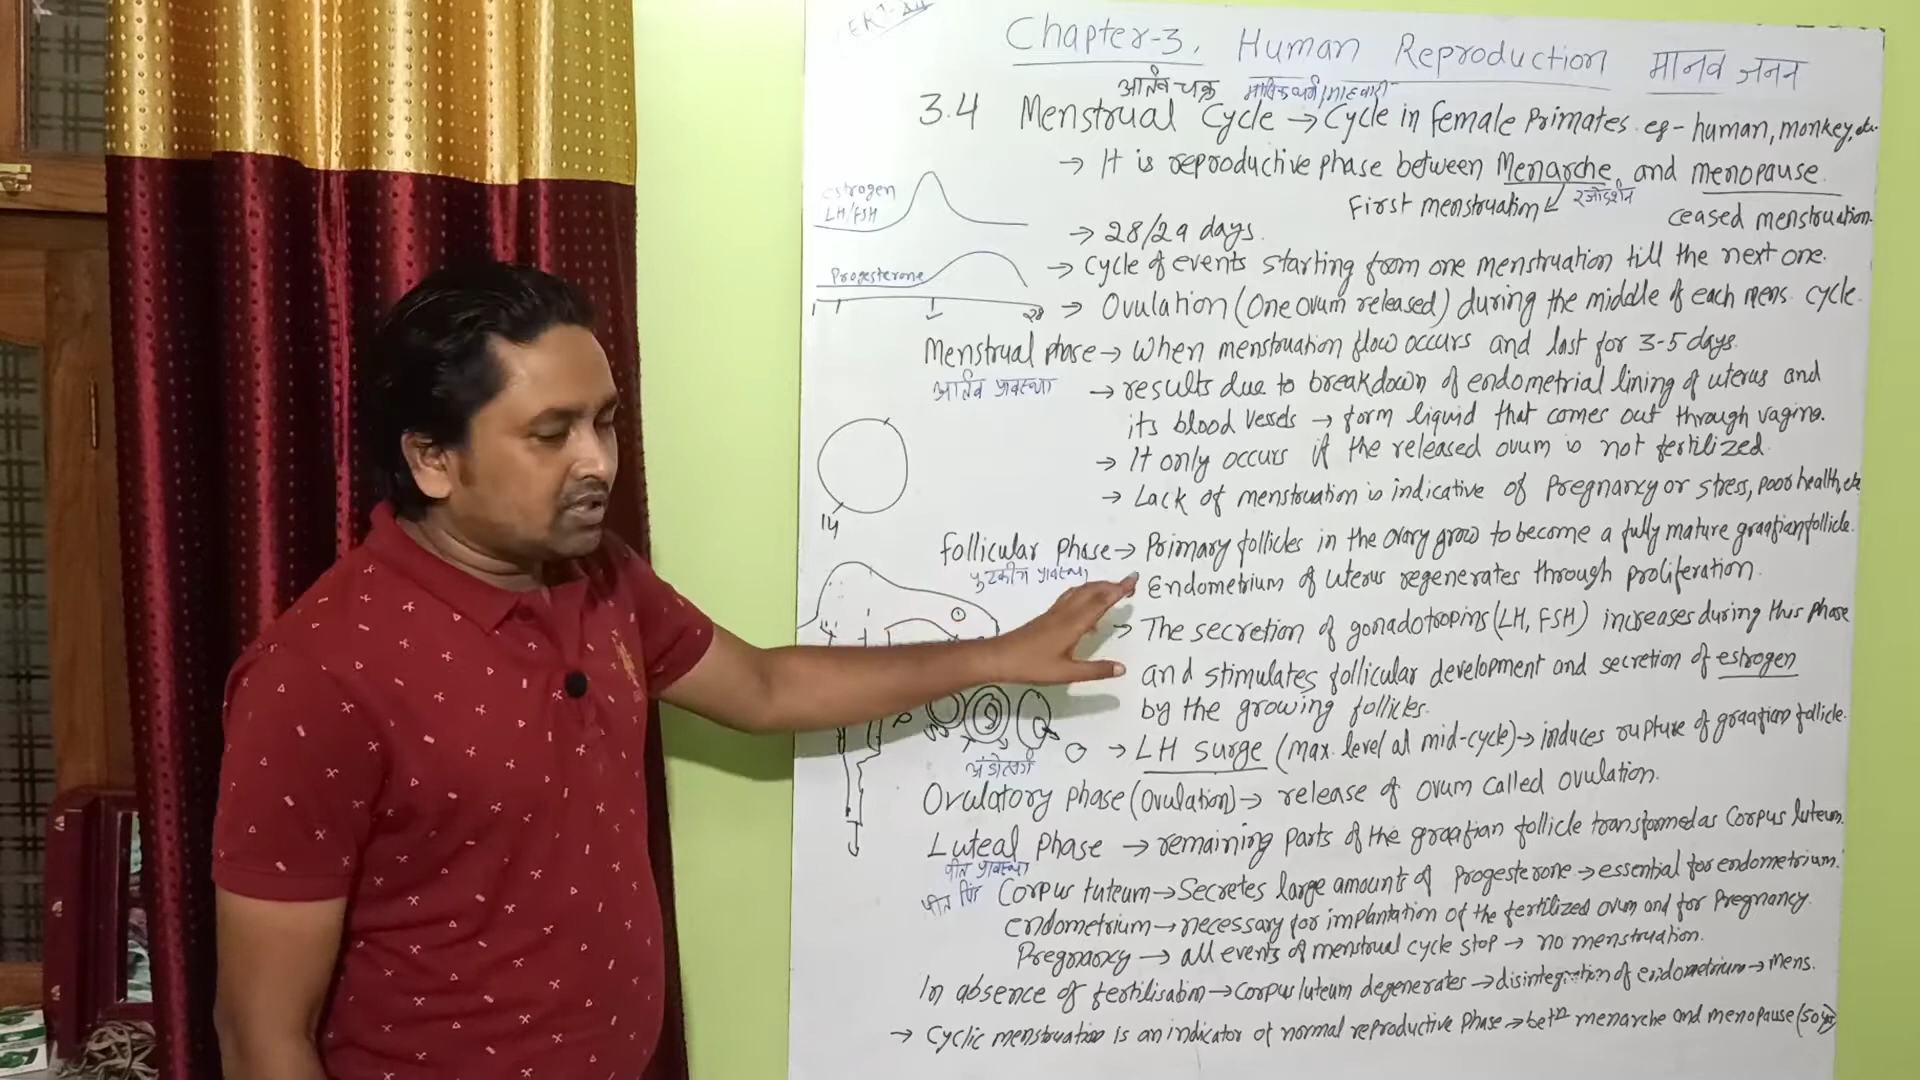 Chapter-3. Human Reproduction मानव जनन
आर्तव चक्र
3.4 Menstrual Cycle → Cycle in female Primates. eg- human, monkey, etc.
→ It is reproductive phase between Menarche, and menopause.
First menstruation रजोदर्शन
ceased menstruation.
estrogen
LH/FSH
→ 28/29 days.
Progesterone
→ Cycle of events starting from one menstruation till the next one.
1
28
→ Ovulation (One ovum released) during the middle of each mens. cycle.
Menstrual phase → When menstruation flow occurs and last for 3-5 days.
आर्तव प्रावस्था
→ results due to breakdown of endometrial lining of uterus and
its blood vessels → form liquid that comes out through vagina.
→ It only occurs if the released ovum is not fertilized.
→ Lack of menstruation is indicative of Pregnancy or stress, poor health, etc
14
follicular phase → Primary follicles in the ovary grow to become a fully mature graafian follicle.
पुटकीय प्रावस्था
Endometrium of uterus regenerates through proliferation.
→ The secretion of gonadotropins (LH, FSH) increases during this phase
and stimulates follicular development and secretion of estrogen
by the growing follicles.
→ LH surge (max. level at mid-cycle) → induces rupture of graafian follicle.
अंडोत्सर्ग
Ovulatory phase (Ovulation) → release of ovum called ovulation.
Luteal phase → remaining parts of the graafian follicle transformed as Corpus luteum.
पीत प्रावस्था
पीत पिंड Corpus luteum → Secretes large amounts of Progesterone → essential for endometrium.
Endometrium → necessary for implantation of the fertilized ovum and for Pregnancy.
Pregnancy → all events of menstrual cycle stop → no menstruation.
In absence of fertilisation → corpus luteum degenerates → disintegration of endometrium → mens.
→ Cyclic menstruation is an indicator of normal reproductive phase → betn menarche and menopause (50 yrs)